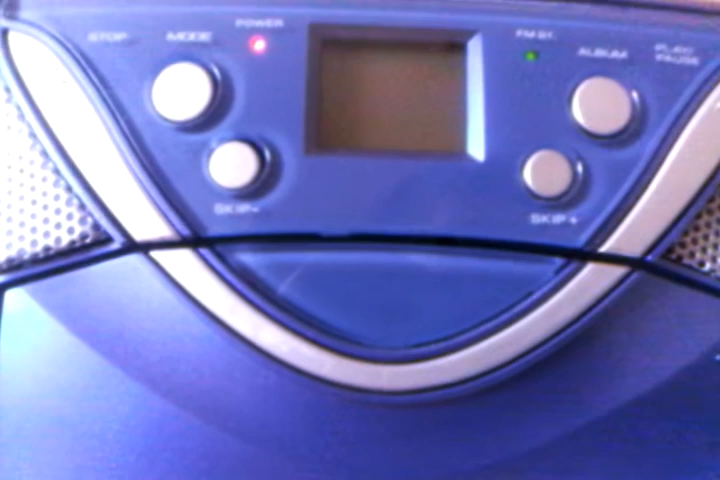 POWER
STOP
MODE
FM ST.
ALBUM
PLAY/
PAUSE
SKIP-
SKIP+